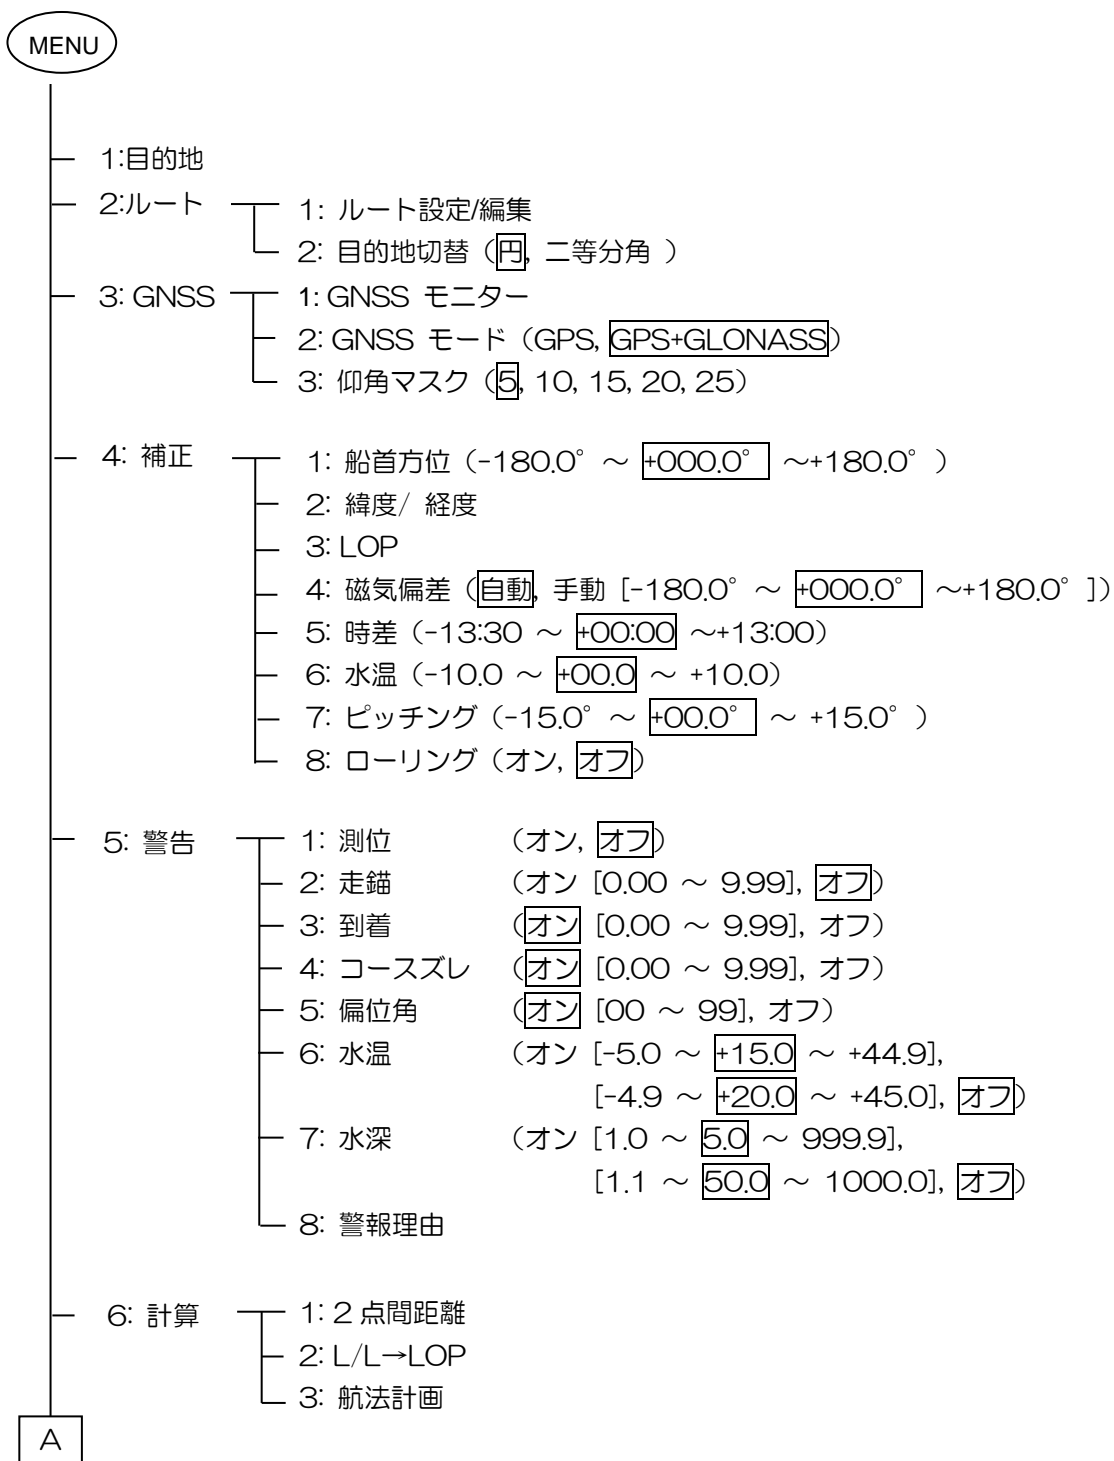 MENU
1:目的地
2:ルート
1: ルート設定/編集
2: 目的地切替（円, 二等分角 ）
3: GNSS
1: GNSS モニター
2: GNSS モード（GPS, GPS+GLONASS）
3: 仰角マスク（5, 10, 15, 20, 25）
4: 補正
1: 船首方位（-180.0° ～ +000.0° ～+180.0° ）
2: 緯度/ 経度
3: LOP
4: 磁気偏差（自動, 手動 [-180.0° ～ +000.0° ～+180.0° ]）
5: 時差（-13:30 ～ +00:00 ～+13:00）
6: 水温（-10.0 ～ +00.0 ～ +10.0）
7: ピッチング（-15.0° ～ +00.0° ～ +15.0° ）
8: ローリング（オン, オフ）
5: 警告
1: 測位 （オン, オフ）
2: 走錨 （オン [0.00 ～ 9.99], オフ）
3: 到着 （オン [0.00 ～ 9.99], オフ）
4: コースズレ （オン [0.00 ～ 9.99], オフ）
5: 偏位角 （オン [00 ～ 99], オフ）
6: 水温 （オン [-5.0 ～ +15.0 ～ +44.9],
[-4.9 ～ +20.0 ～ +45.0], オフ）
7: 水深 （オン [1.0 ～ 5.0 ～ 999.9],
[1.1 ～ 50.0 ～ 1000.0], オフ）
8: 警報理由
6: 計算
1: 2 点間距離
2: L/L→LOP
3: 航法計画
A